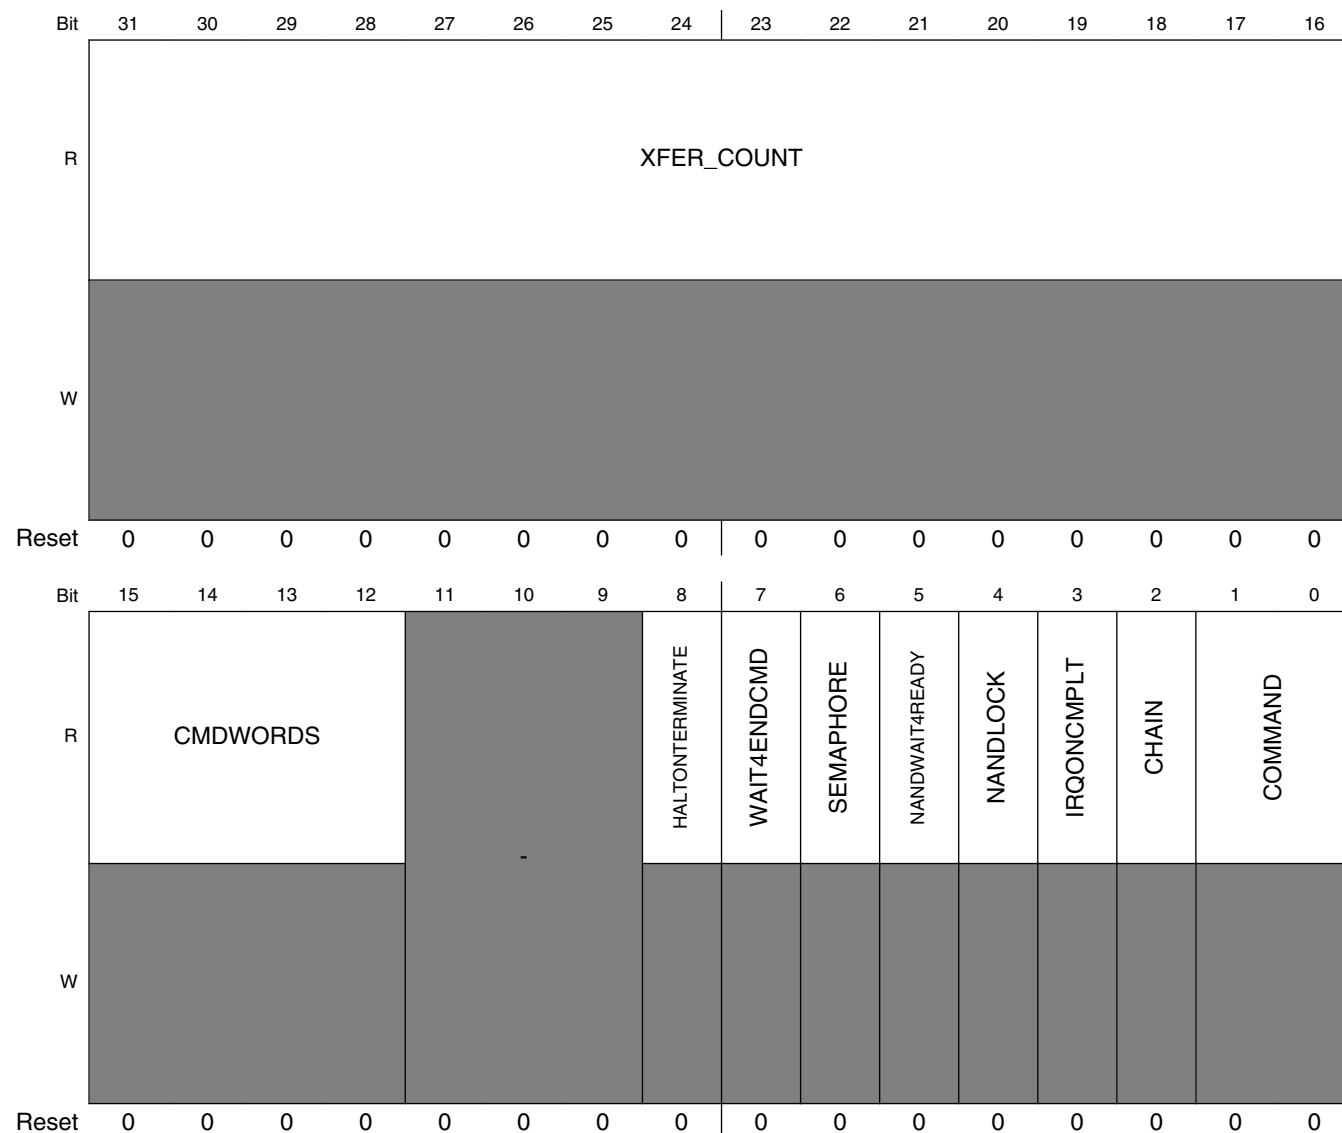 Bit 31 30 29 28 27 26 25 24 23 22 21 20 19 18 17 16
R XFER_COUNT
W
Reset 0 0 0 0 0 0 0 0 0 0 0 0 0 0 0 0
Bit 15 14 13 12 11 10 9 8 7 6 5 4 3 2 1 0
R CMDWORDS - HALTONTERMINATE WAIT4ENDCMD SEMAPHORE NANDWAIT4READY NANDLOCK IRQONCMPLT CHAIN COMMAND
W
Reset 0 0 0 0 0 0 0 0 0 0 0 0 0 0 0 0